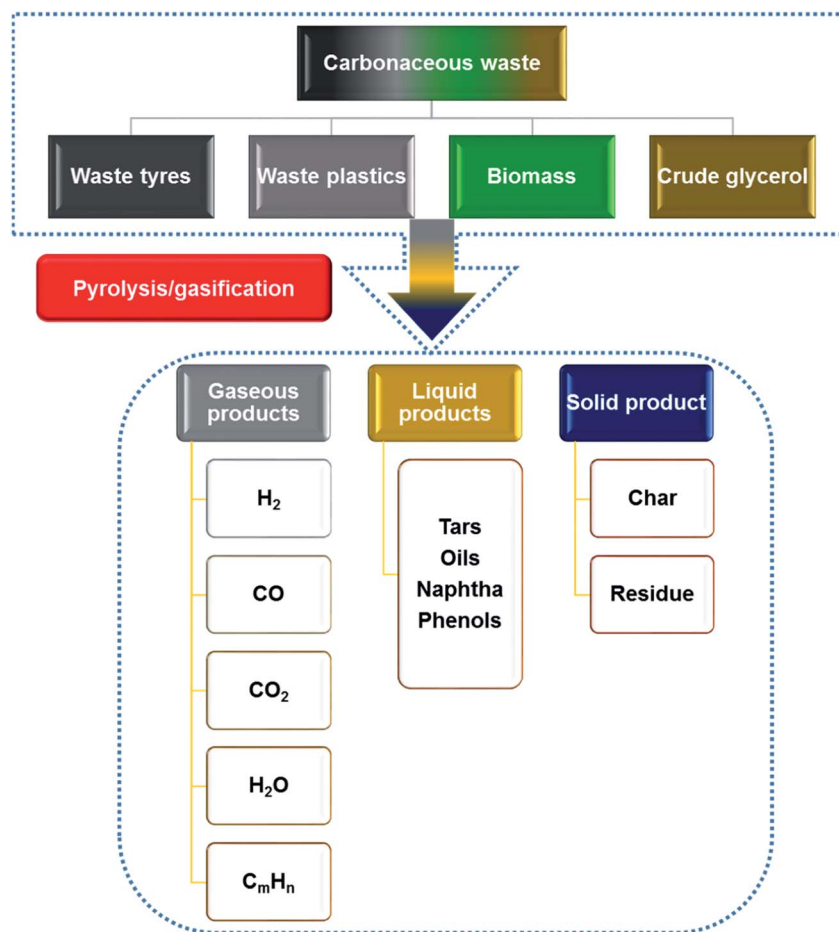 Carbonaceous waste
Waste tyres
Waste plastics
Biomass
Crude glycerol
Pyrolysis/gasification
Gaseous
products
Liquid
products
Solid product
H₂
CO
CO₂
H₂O
CₘHₙ
Tars
Oils
Naphtha
Phenols
Char
Residue